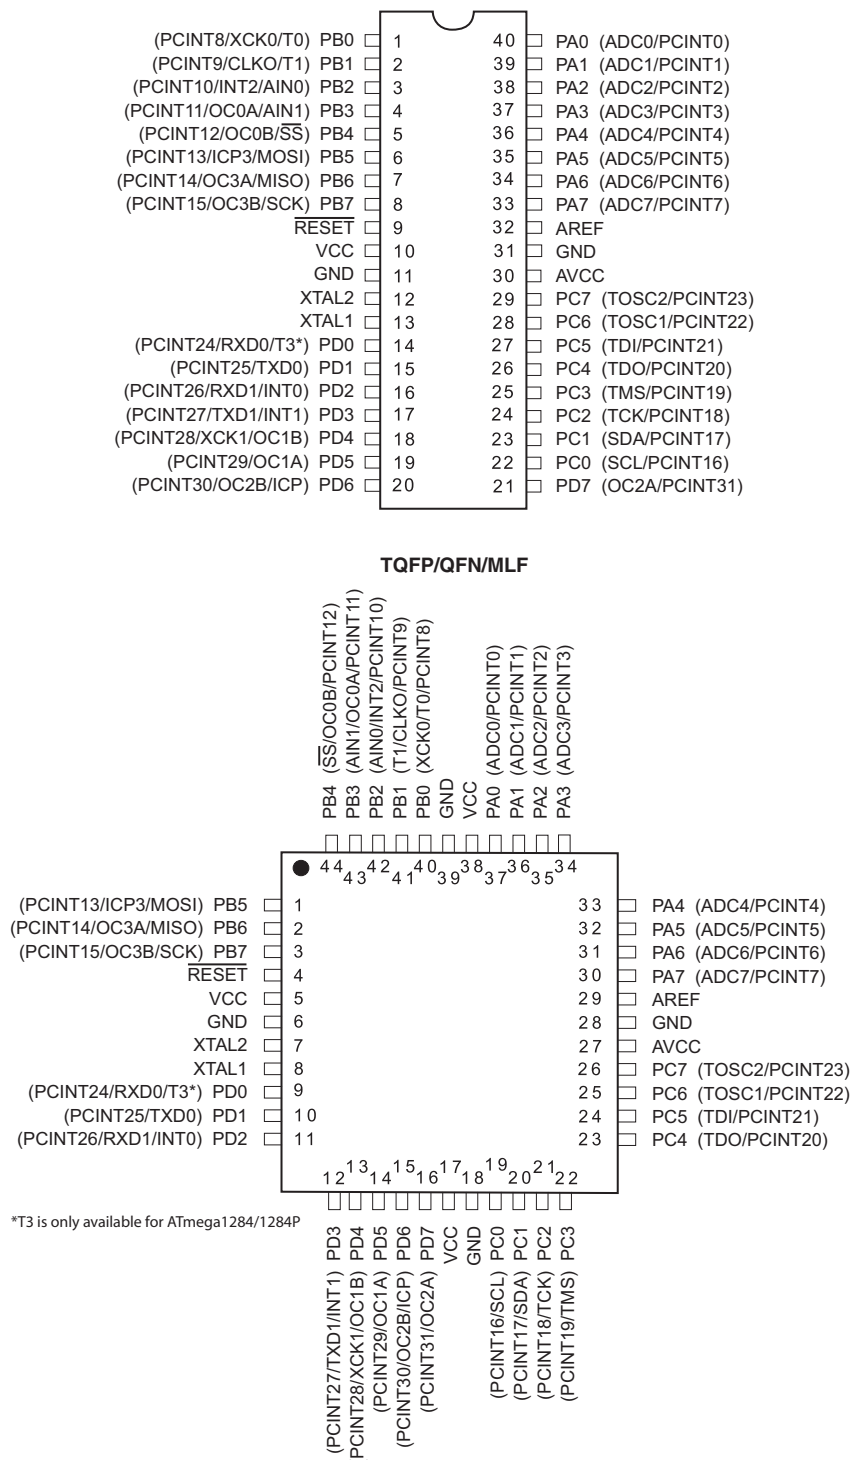 (PCINT8/XCK0/T0) PB0 1 40 PA0 (ADC0/PCINT0)
(PCINT9/CLKO/T1) PB1 2 39 PA1 (ADC1/PCINT1)
(PCINT10/INT2/AIN0) PB2 3 38 PA2 (ADC2/PCINT2)
(PCINT11/OC0A/AIN1) PB3 4 37 PA3 (ADC3/PCINT3)
(PCINT12/OC0B/SS) PB4 5 36 PA4 (ADC4/PCINT4)
(PCINT13/ICP3/MOSI) PB5 6 35 PA5 (ADC5/PCINT5)
(PCINT14/OC3A/MISO) PB6 7 34 PA6 (ADC6/PCINT6)
(PCINT15/OC3B/SCK) PB7 8 33 PA7 (ADC7/PCINT7)
RESET 9 32 AREF
VCC 10 31 GND
GND 11 30 AVCC
XTAL2 12 29 PC7 (TOSC2/PCINT23)
XTAL1 13 28 PC6 (TOSC1/PCINT22)
(PCINT24/RXD0/T3*) PD0 14 27 PC5 (TDI/PCINT21)
(PCINT25/TXD0) PD1 15 26 PC4 (TDO/PCINT20)
(PCINT26/RXD1/INT0) PD2 16 25 PC3 (TMS/PCINT19)
(PCINT27/TXD1/INT1) PD3 17 24 PC2 (TCK/PCINT18)
(PCINT28/XCK1/OC1B) PD4 18 23 PC1 (SDA/PCINT17)
(PCINT29/OC1A) PD5 19 22 PC0 (SCL/PCINT16)
(PCINT30/OC2B/ICP) PD6 20 21 PD7 (OC2A/PCINT31)
TQFP/QFN/MLF
PB4 (SS/OC0B/PCINT12)
PB3 (AIN1/OC0A/PCINT11)
PB2 (AIN0/INT2/PCINT10)
PB1 (T1/CLKO/PCINT9)
PB0 (XCK0/T0/PCINT8)
GND
VCC
PA0 (ADC0/PCINT0)
PA1 (ADC1/PCINT1)
PA2 (ADC2/PCINT2)
PA3 (ADC3/PCINT3)
44 43 42 41 40 39 38 37 36 35 34
(PCINT13/ICP3/MOSI) PB5 1 33 PA4 (ADC4/PCINT4)
(PCINT14/OC3A/MISO) PB6 2 32 PA5 (ADC5/PCINT5)
(PCINT15/OC3B/SCK) PB7 3 31 PA6 (ADC6/PCINT6)
RESET 4 30 PA7 (ADC7/PCINT7)
VCC 5 29 AREF
GND 6 28 GND
XTAL2 7 27 AVCC
XTAL1 8 26 PC7 (TOSC2/PCINT23)
(PCINT24/RXD0/T3*) PD0 9 25 PC6 (TOSC1/PCINT22)
(PCINT25/TXD0) PD1 10 24 PC5 (TDI/PCINT21)
(PCINT26/RXD1/INT0) PD2 11 23 PC4 (TDO/PCINT20)
12 13 14 15 16 17 18 19 20 21 22
*T3 is only available for ATmega1284/1284P
(PCINT27/TXD1/INT1) PD3
PCINT28/XCK1/OC1B) PD4
(PCINT29/OC1A) PD5
(PCINT30/OC2B/ICP) PD6
(PCINT31/OC2A) PD7
VCC
GND
(PCINT16/SCL) PC0
(PCINT17/SDA) PC1
(PCINT18/TCK) PC2
(PCINT19/TMS) PC3